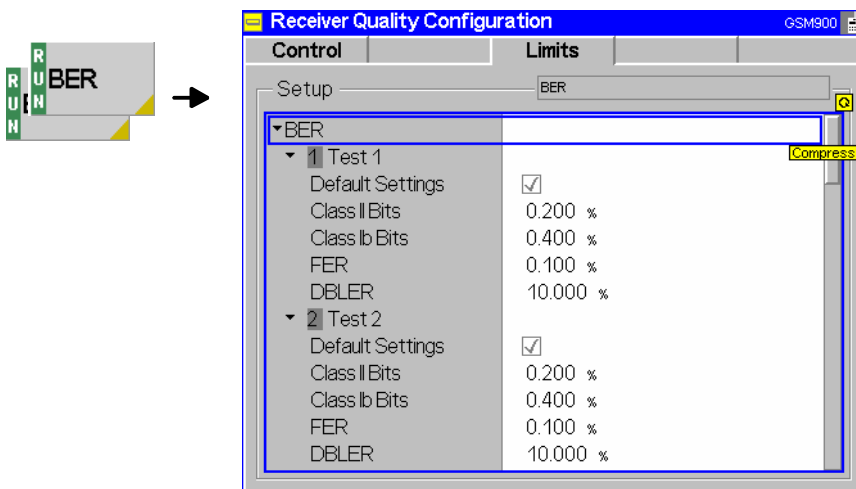 RUN
BER
RUN
Receiver Quality Configuration GSM900
Control Limits
Setup BER
BER
Compress
1 Test 1
Default Settings
Class II Bits 0.200 %
Class Ib Bits 0.400 %
FER 0.100 %
DBLER 10.000 %
2 Test 2
Default Settings
Class II Bits 0.200 %
Class Ib Bits 0.400 %
FER 0.100 %
DBLER 10.000 %